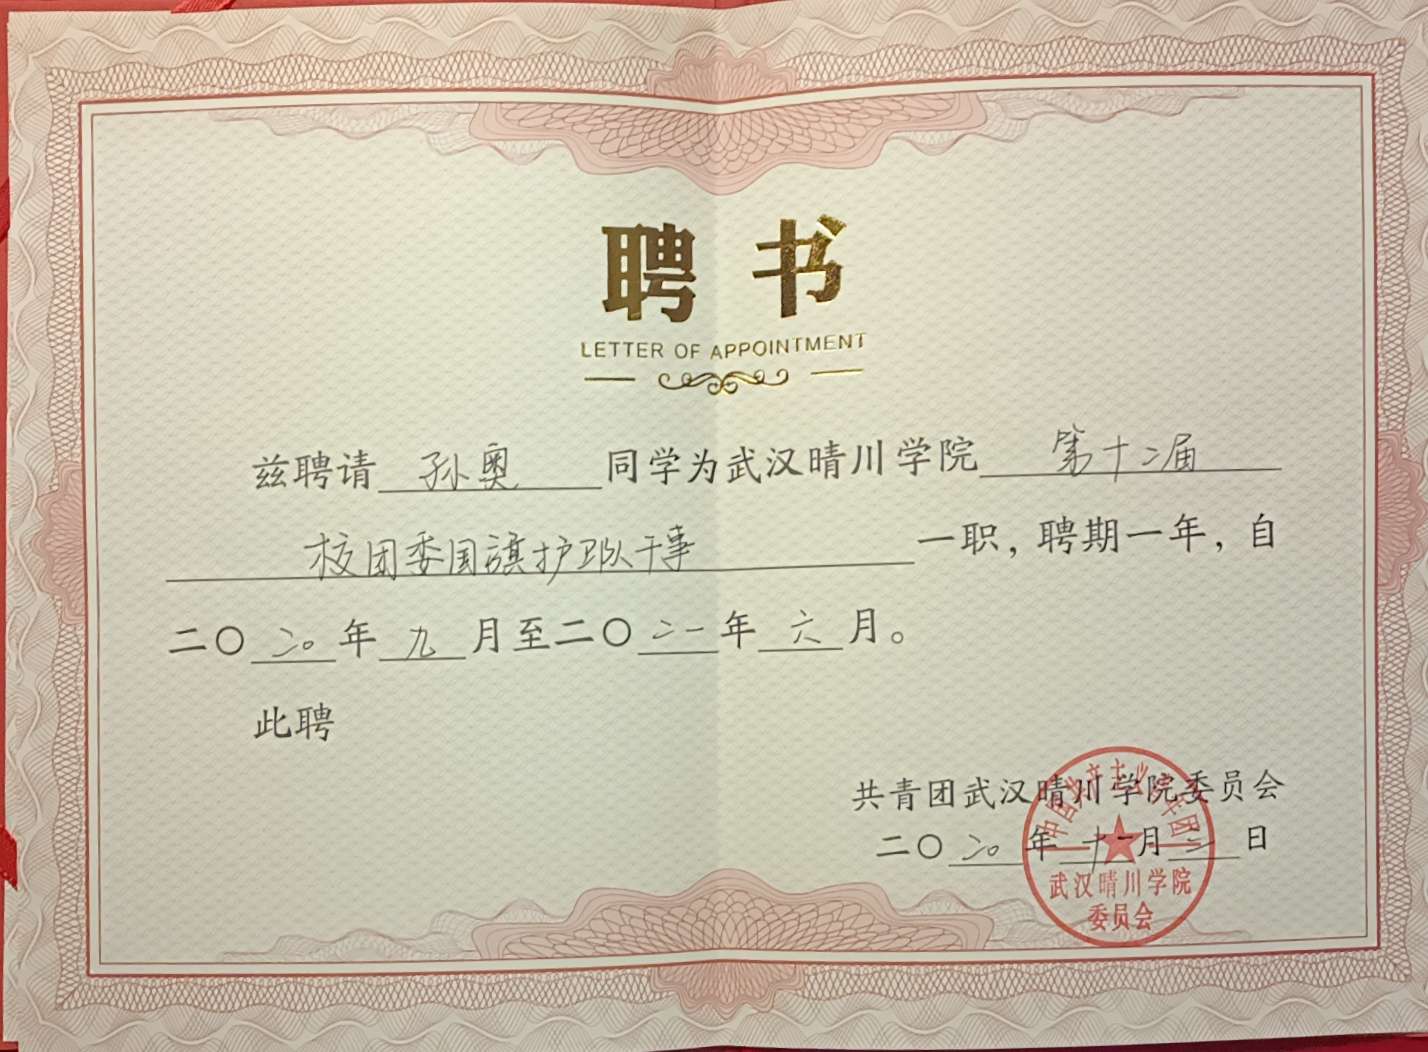 聘书
LETTER OF APPOINTMENT
兹聘请 孙奥 同学为武汉晴川学院 第十二届
校团委国旗护卫队干事 一职，聘期一年，自
二〇二〇年九月至二〇二一年六月。
此聘
共青团武汉晴川学院委员会
二〇二〇年十一月二日
中国共产主义青年团
武汉晴川学院
委员会